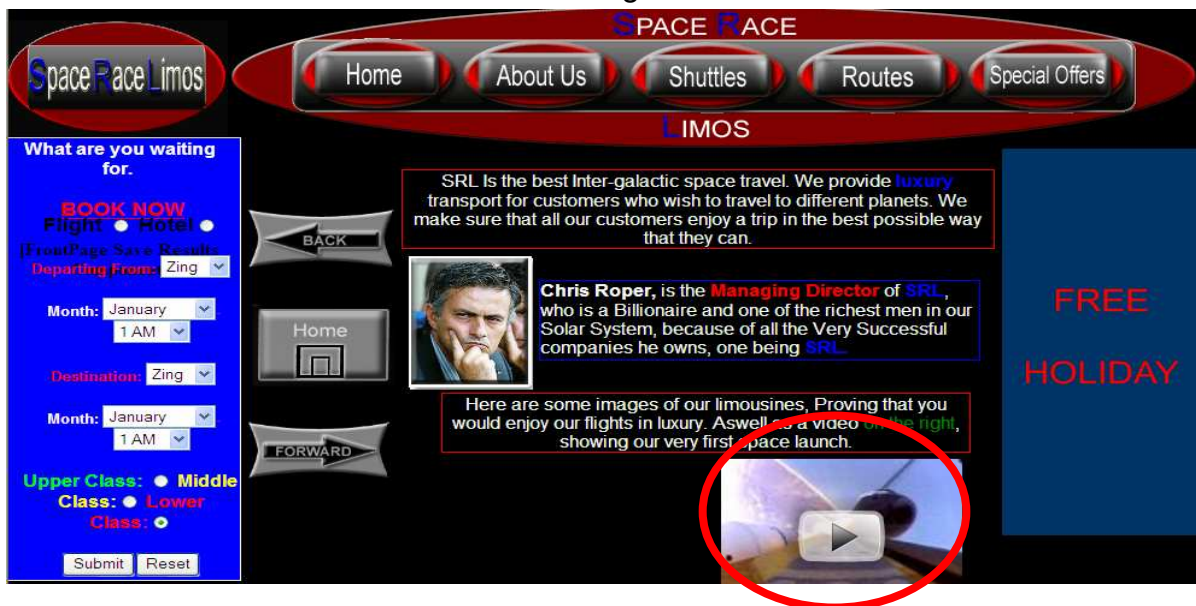 SPACE RACE
Space Race Limos
Home
About Us
Shuttles
Routes
Special Offers
LIMOS
What are you waiting
for.
BOOK NOW
Flight Hotel
[FrontPage Save Results
Departing From: Zing
Month: January
1 AM
Destination: Zing
Month: January
1 AM
Upper Class: Middle
Class: Lower
Class:
Submit Reset
BACK
Home
FORWARD
SRL Is the best Inter-galactic space travel. We provide luxury
transport for customers who wish to travel to different planets. We
make sure that all our customers enjoy a trip in the best possible way
that they can.
Chris Roper, is the Managing Director of SRL,
who is a Billionaire and one of the richest men in our
Solar System, because of all the Very Successful
companies he owns, one being SRL.
Here are some images of our limousines, Proving that you
would enjoy our flights in luxury. Aswell as a video on the right,
showing our very first space launch.
FREE
HOLIDAY